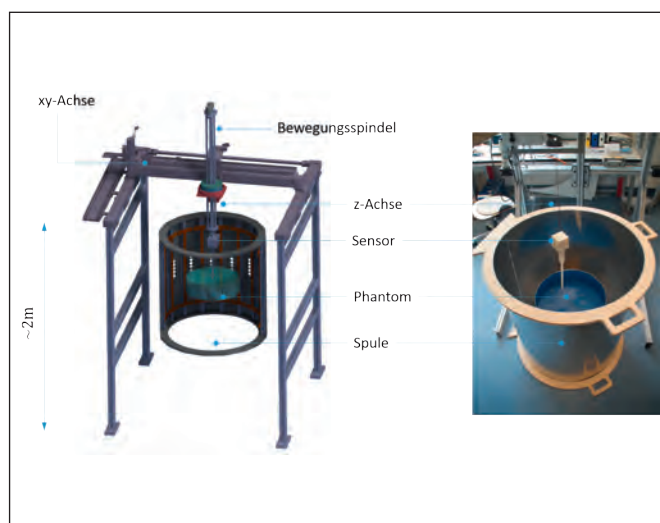 xy-Achse
Bewegungsspindel
z-Achse
Sensor
Phantom
Spule
~2m